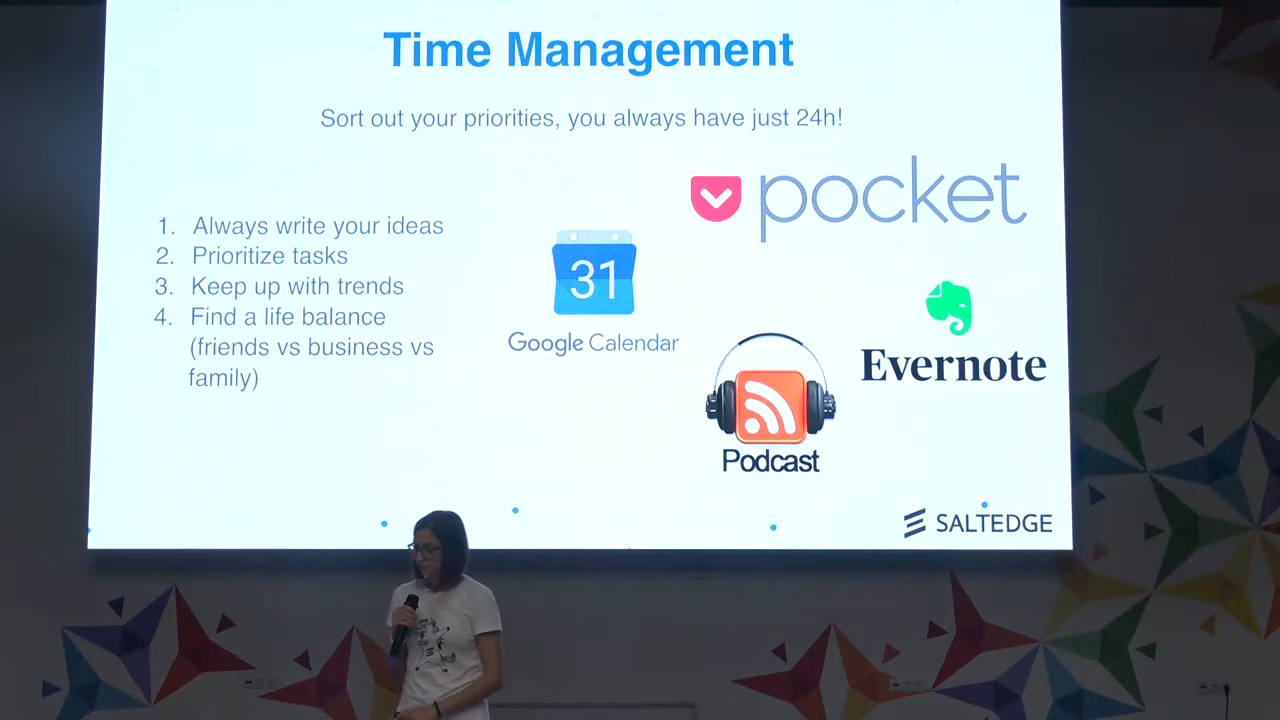 Time Management
Sort out your priorities, you always have just 24h!
pocket
1. Always write your ideas
2. Prioritize tasks
3. Keep up with trends
4. Find a life balance
(friends vs business vs
family)
31
Google Calendar
Evernote
Podcast
SALTEDGE